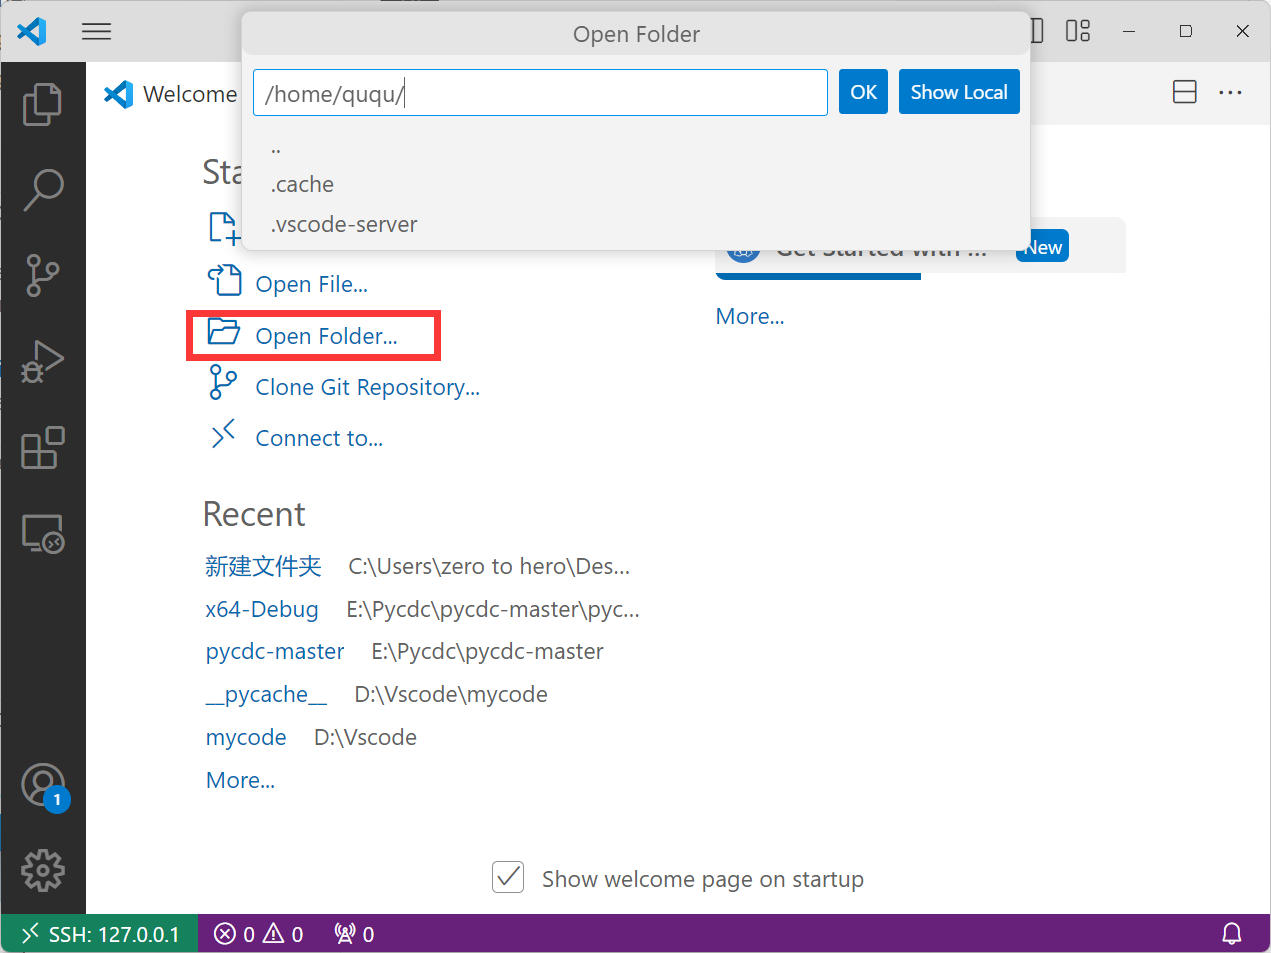 Open Folder
Welcome
/home/ququ/
OK
Show Local
..
.cache
.vscode-server
Sta
Get Started with ...
New
Open File...
Open Folder...
More...
Clone Git Repository...
Connect to...
Recent
新建文件夹 C:\Users\zero to hero\Des...
x64-Debug E:\Pycdc\pycdc-master\pyc...
pycdc-master E:\Pycdc\pycdc-master
__pycache__ D:\Vscode\mycode
mycode D:\Vscode
More...
1
Show welcome page on startup
SSH: 127.0.0.1 0 0 0